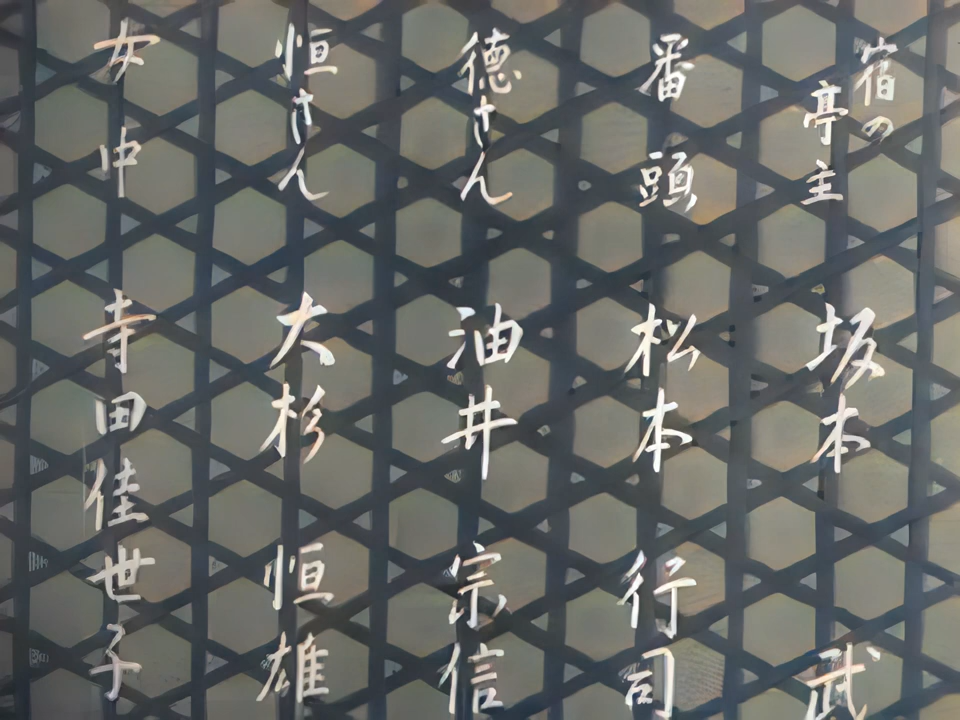 宿の亭主 坂本 武
番頭 松本行司
徳さん 油井宗信
恒さん 大杉恒雄
女中 寺田佳世子